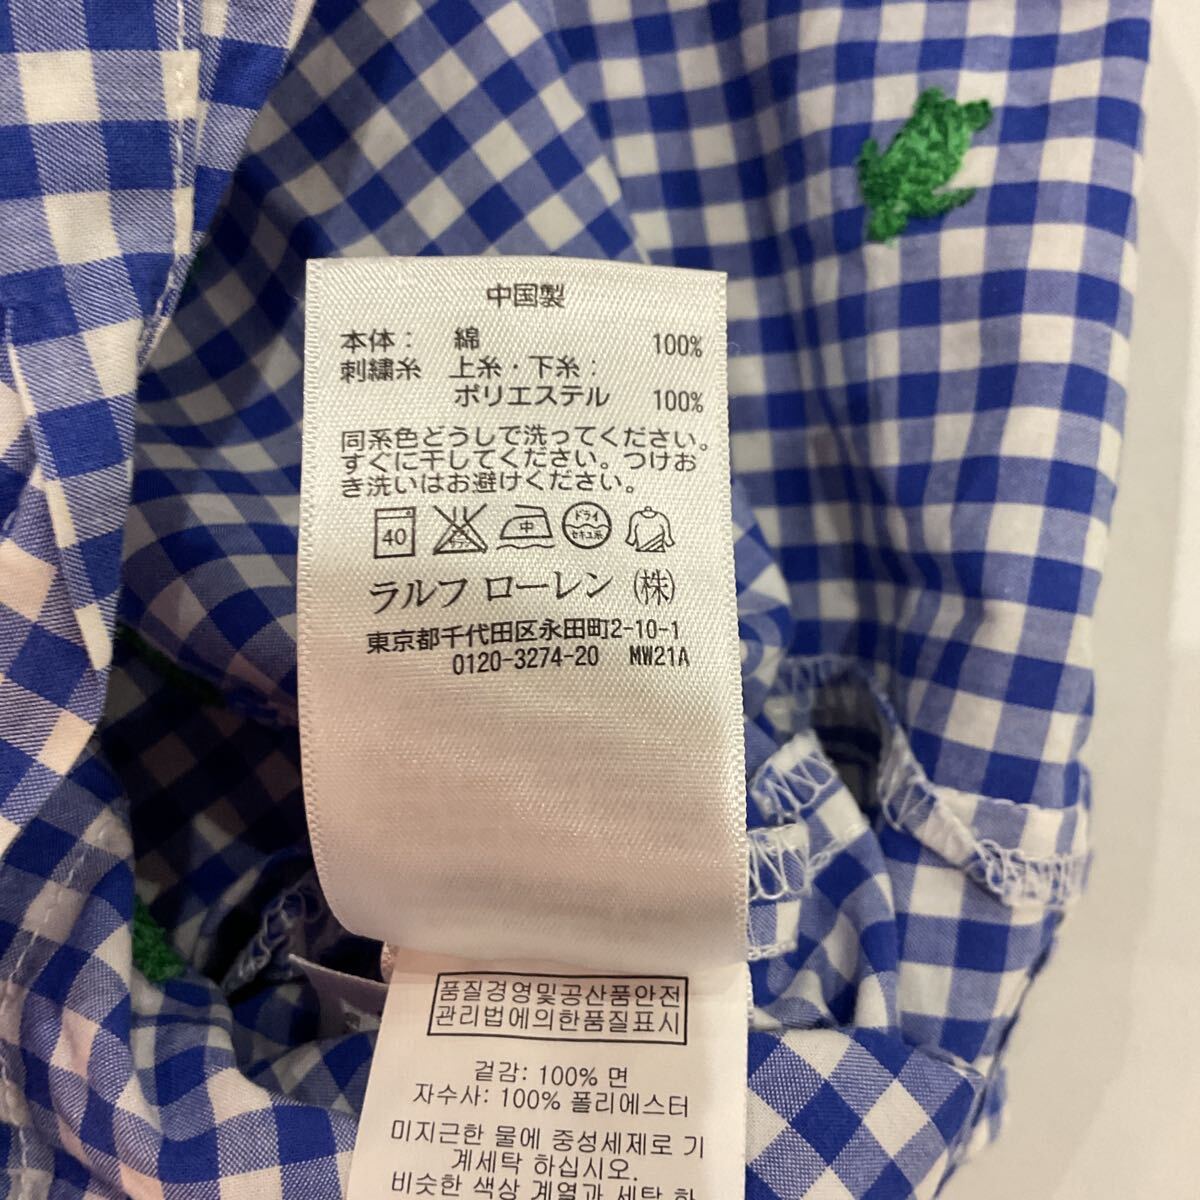 中国製
本体： 綿 100%
刺繍糸 上糸・下糸：
ポリエステル 100%
同系色どうしで洗ってください。
すぐに干してください。つけお
き洗いはお避けください。
40 中 ドライ
セキユ系
ラルフ ローレン（株）
東京都千代田区永田町2-10-1
0120-3274-20 MW21A
품질경영및공산품안전
관리법에의한품질표시
겉감: 100% 면
자수사: 100% 폴리에스터
미지근한 물에 중성세제로 기
계세탁 하십시오.
비슷한 색상 계열과 세탁 하